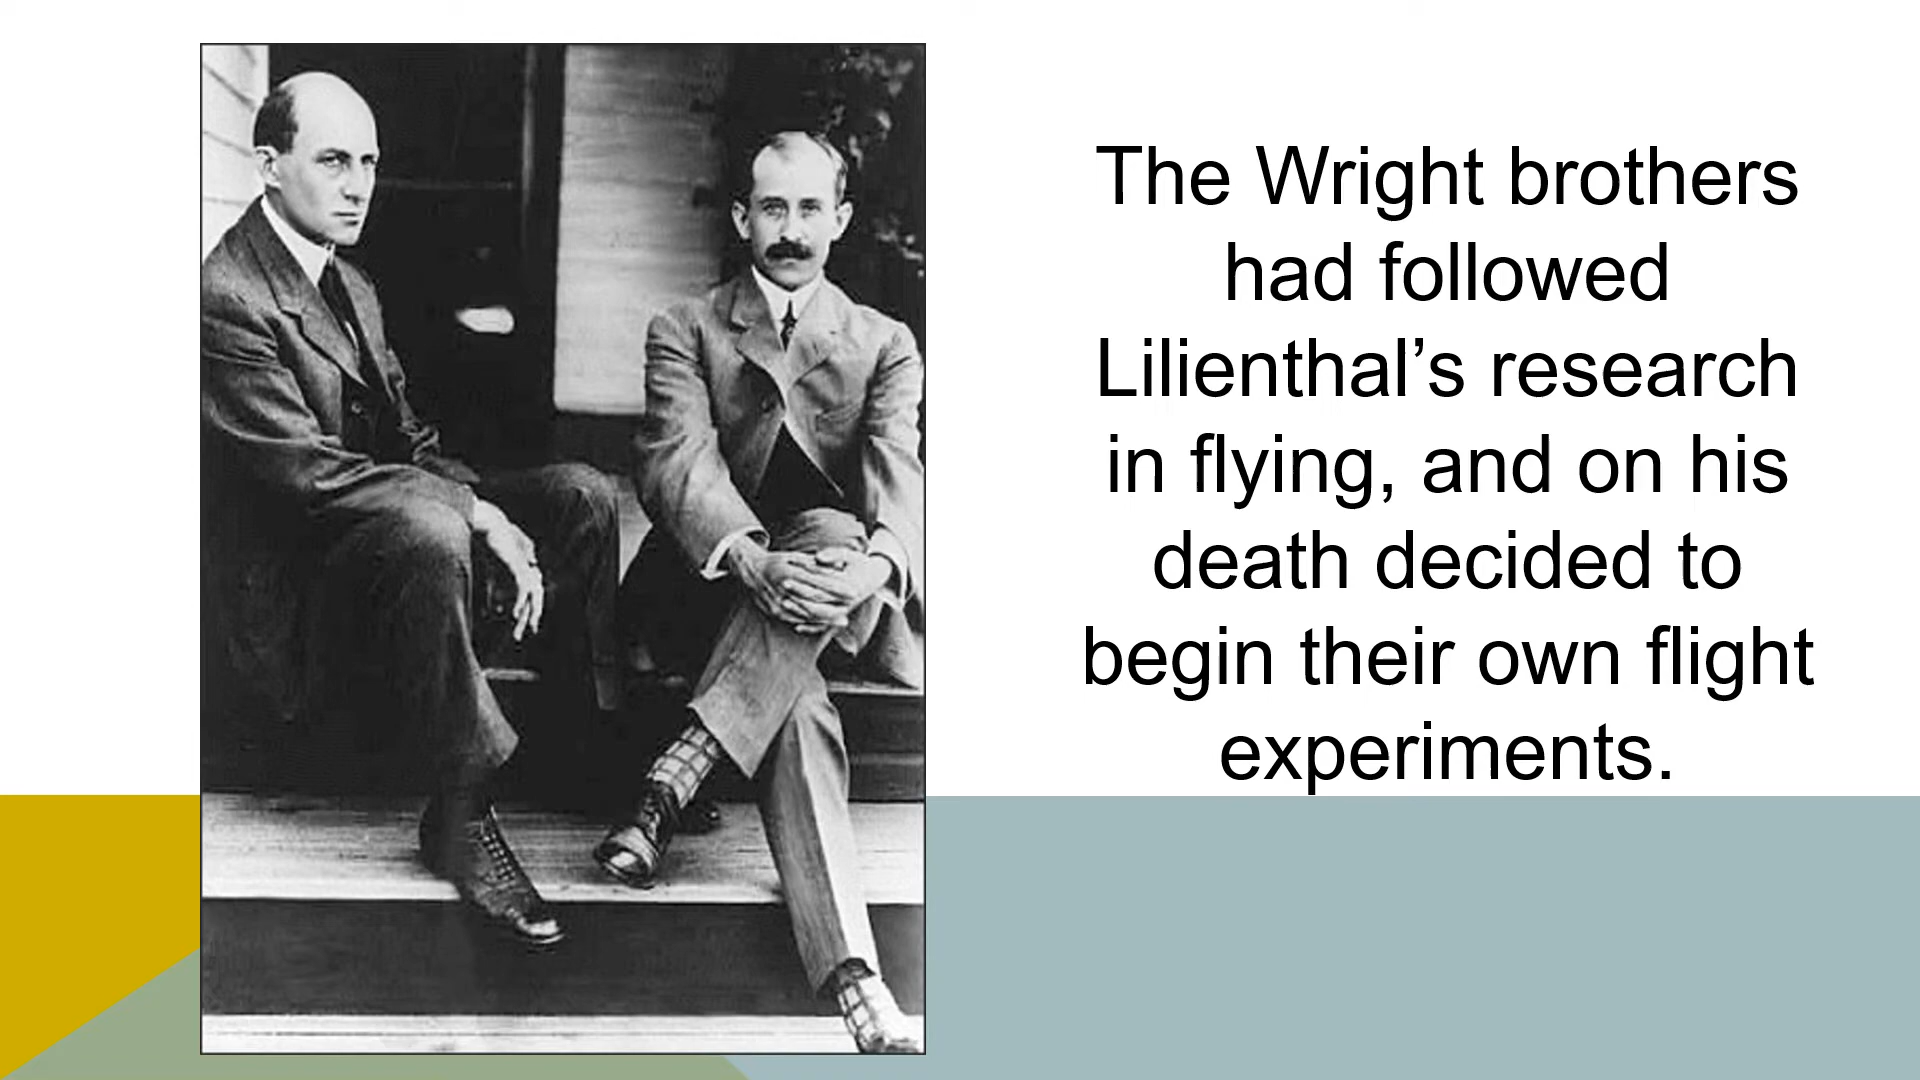 The Wright brothers
had followed
Lilienthal’s research
in flying, and on his
death decided to
begin their own flight
experiments.